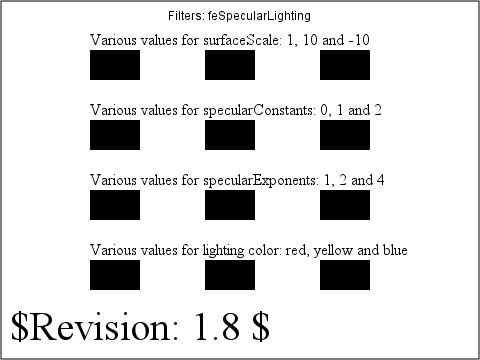 Filters: feSpecularLighting
Various values for surfaceScale: 1, 10 and -10
Various values for specularConstants: 0, 1 and 2
Various values for specularExponents: 1, 2 and 4
Various values for lighting color: red, yellow and blue
$Revision: 1.8 $